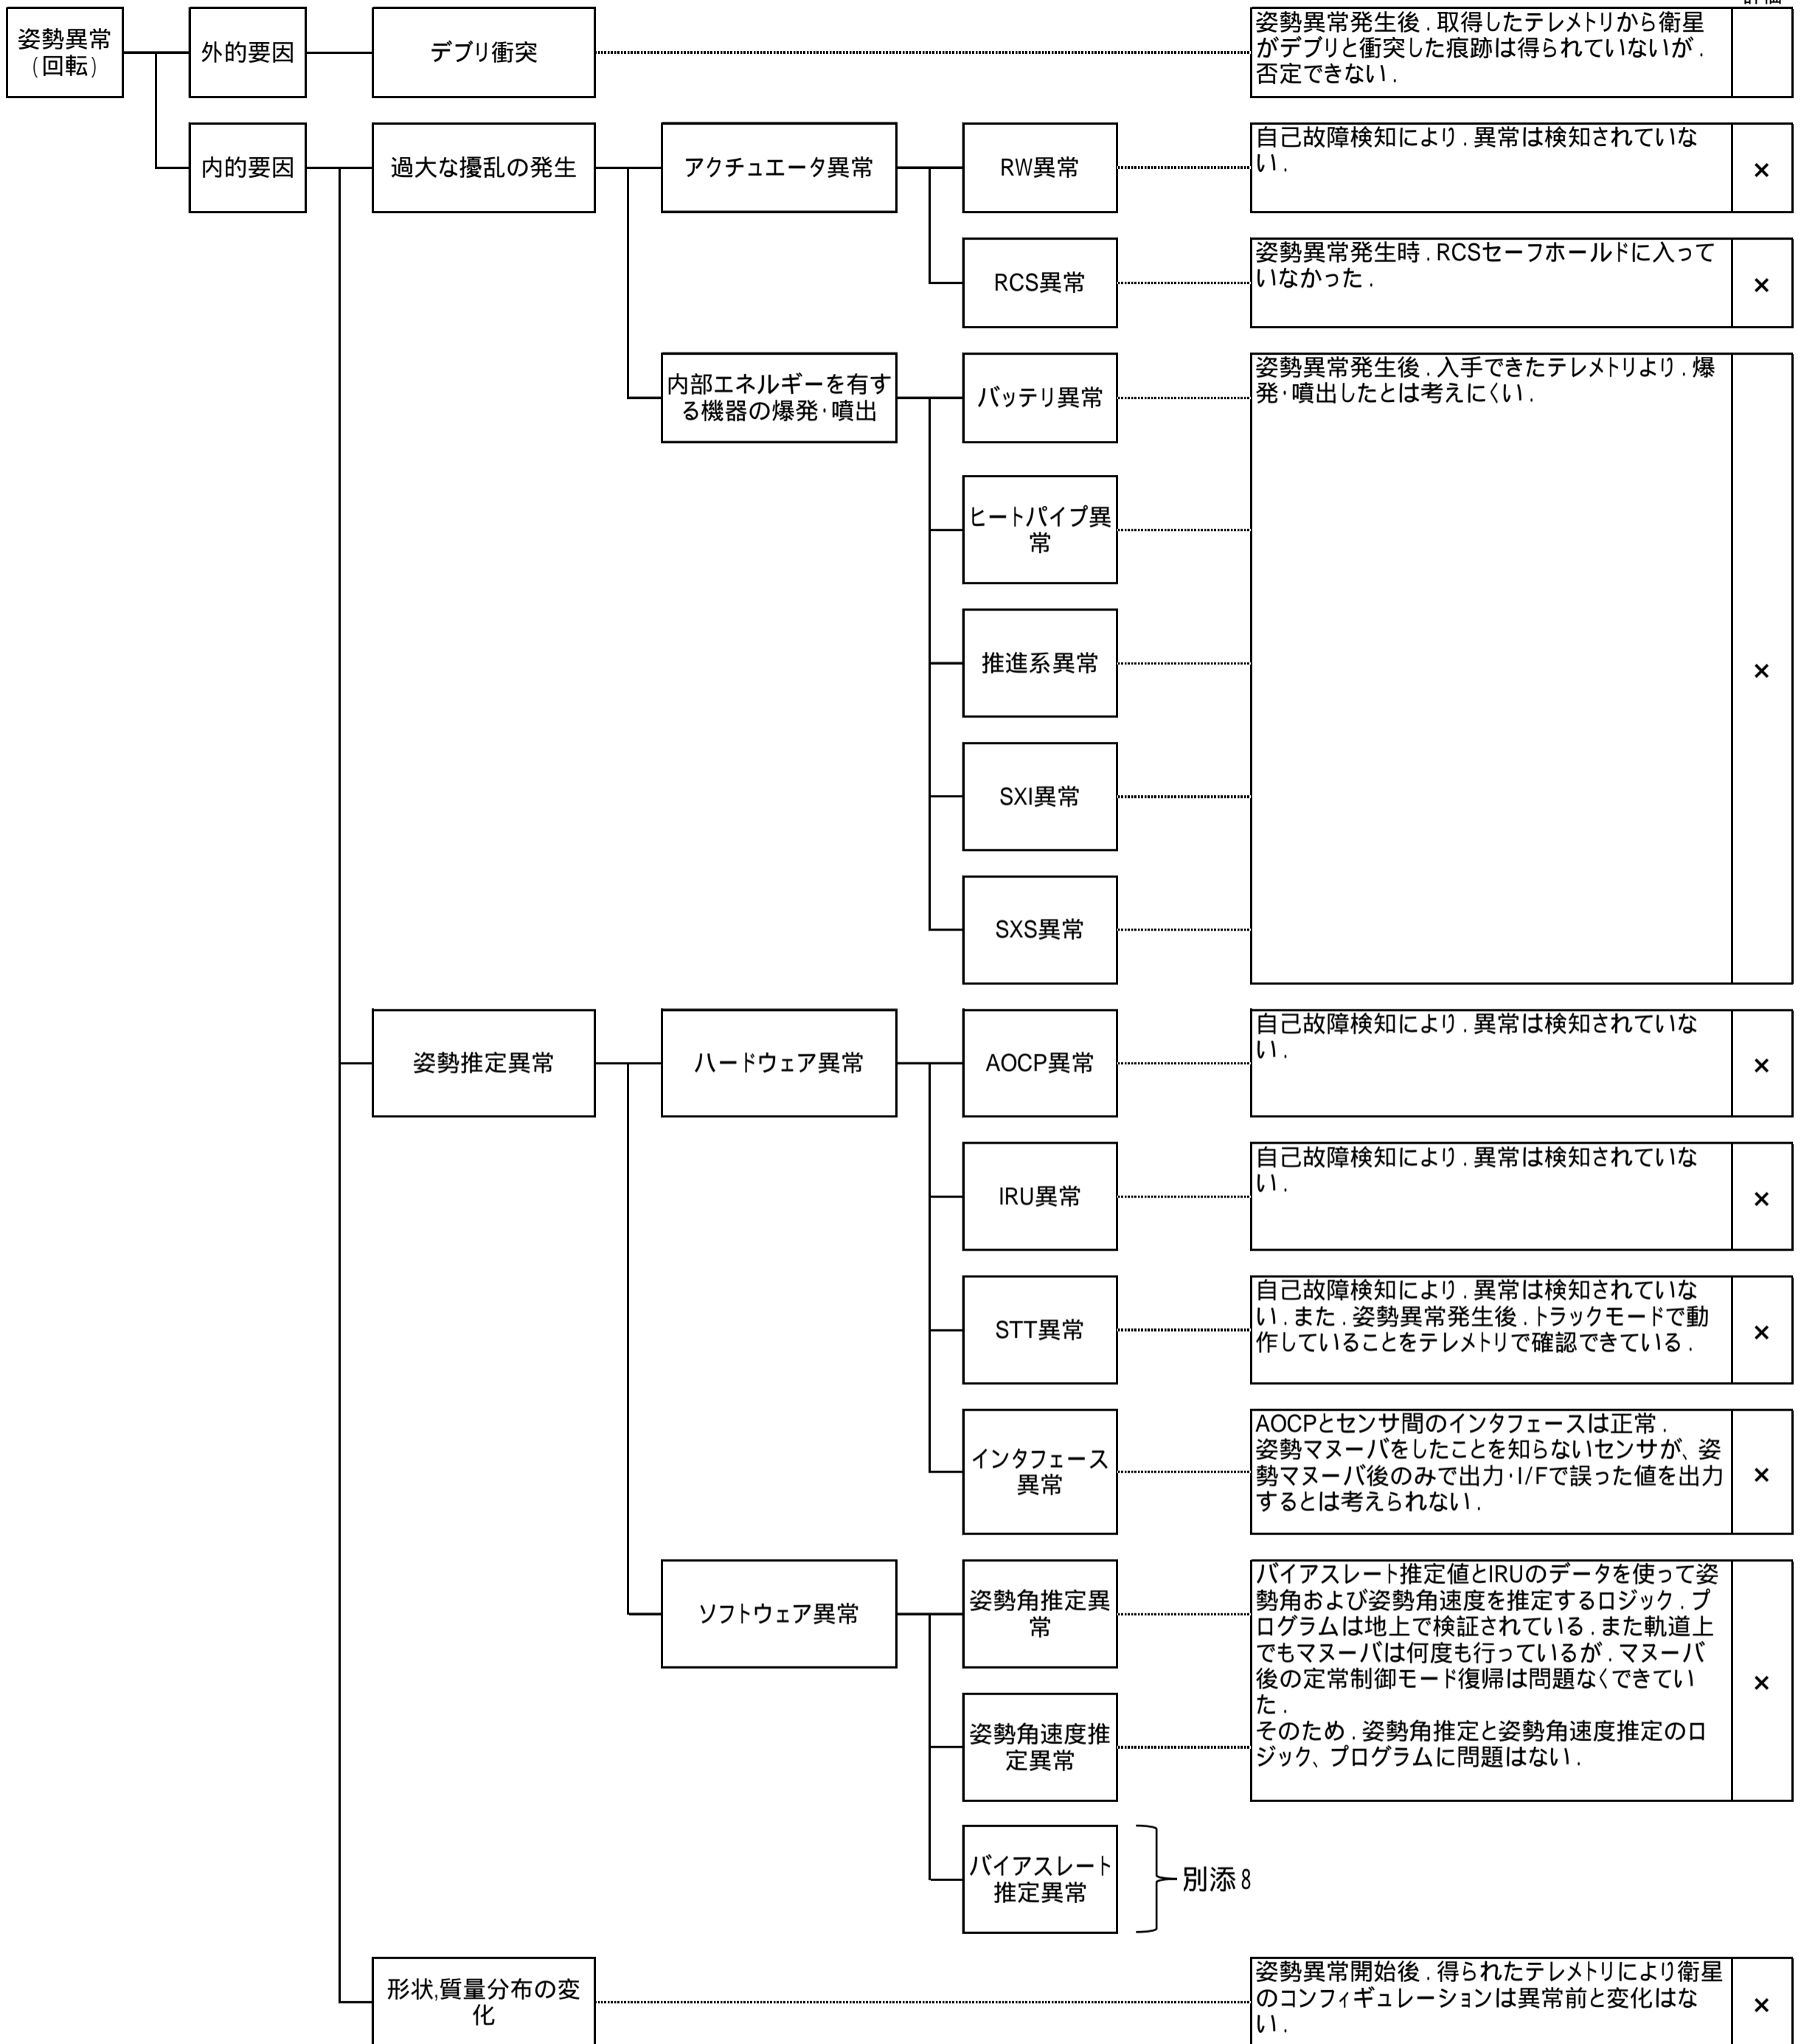 姿勢異常
(回転)
外的要因
デブリ衝突
姿勢異常発生後.取得したテレメトリから衛星
がデブリと衝突した痕跡は得られていないが.
否定できない.
内的要因
過大な擾乱の発生
アクチュエータ異常
RW異常
自己故障検知により.異常は検知されていな
い.
×
RCS異常
姿勢異常発生時.RCSセーフホールドに入って
いなかった.
×
内部エネルギーを有す
る機器の爆発・噴出
バッテリ異常
姿勢異常発生後.入手できたテレメトリより.爆
発・噴出したとは考えにくい.
ヒートパイプ異
常
推進系異常
×
SXI異常
SXS異常
姿勢推定異常
ハードウェア異常
AOCP異常
自己故障検知により.異常は検知されていな
い.
×
IRU異常
自己故障検知により.異常は検知されていな
い.
×
STT異常
自己故障検知により.異常は検知されていな
い.また.姿勢異常発生後.トラックモードで動
作していることをテレメトリで確認できている.
×
インタフェース
異常
AOCPとセンサ間のインタフェースは正常.
姿勢マヌーバをしたことを知らないセンサが、姿
勢マヌーバ後のみで出力・I/Fで誤った値を出力
するとは考えられない.
×
ソフトウェア異常
姿勢角推定異
常
バイアスレート推定値とIRUのデータを使って姿
勢角および姿勢角速度を推定するロジック.プ
ログラムは地上で検証されている.また軌道上
でもマヌーバは何度も行っているが.マヌーバ
後の定常制御モード復帰は問題なくできてい
た.
そのため.姿勢角推定と姿勢角速度推定のロ
ジック、プログラムに問題はない.
×
姿勢角速度推
定異常
バイアスレート
推定異常
別添8
形状,質量分布の変
化
姿勢異常開始後.得られたテレメトリにより衛星
のコンフィギュレーションは異常前と変化はな
い.
×